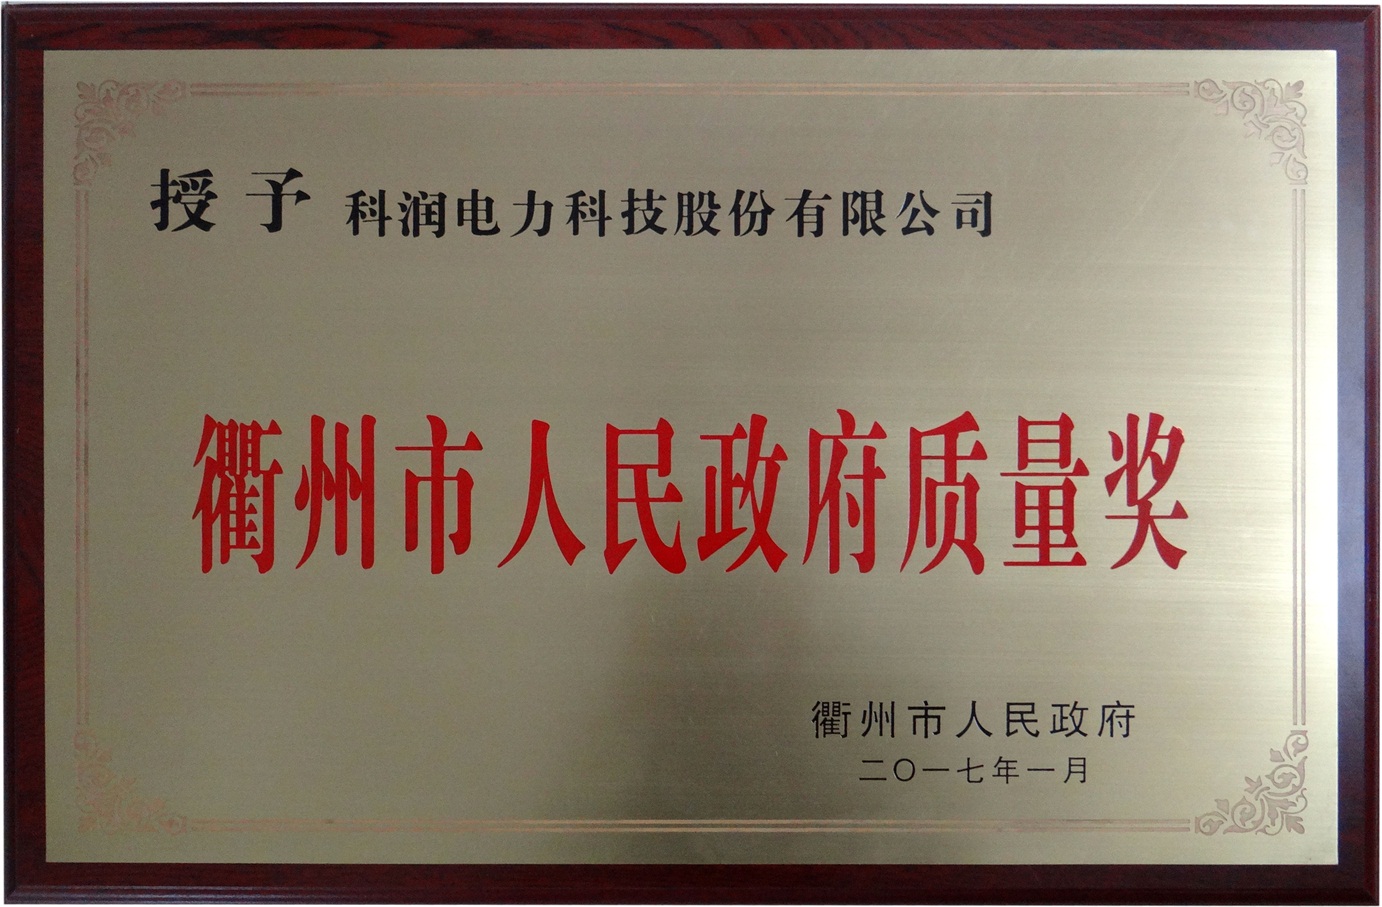 授予 科润电力科技股份有限公司
衢州市人民政府质量奖
衢州市人民政府
二〇一七年一月